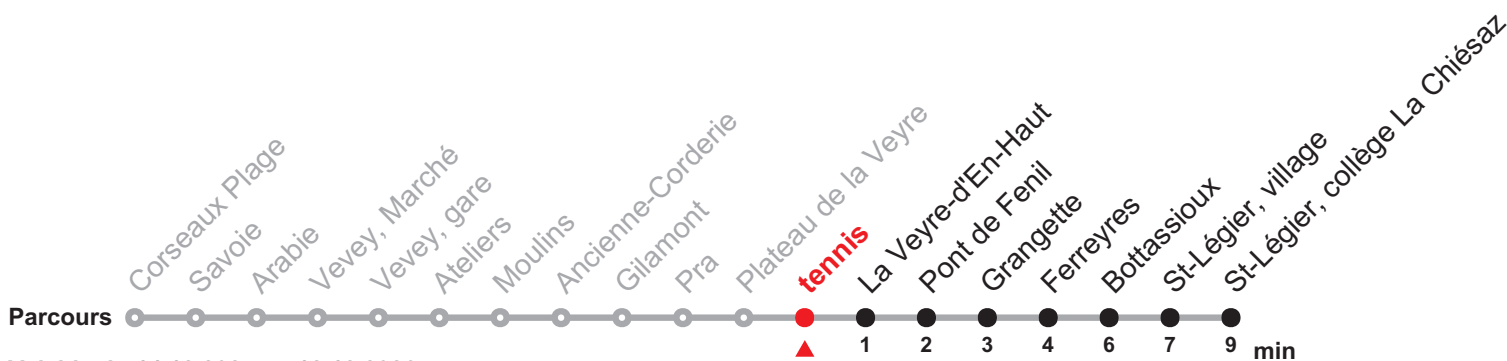 Corseaux Plage
Savoie
Arabie
Vevey, Marché
Vevey, gare
Ateliers
Moulins
Ancienne-Corderie
Gilamont
Pra
Plateau de la Veyre
tennis
La Veyre-d'En-Haut
Pont de Fenil
Grangette
Ferreyres
Bottassioux
St-Légier, village
St-Légier, collège La Chiésaz
Parcours
1 2 3 4 6 7 9 min